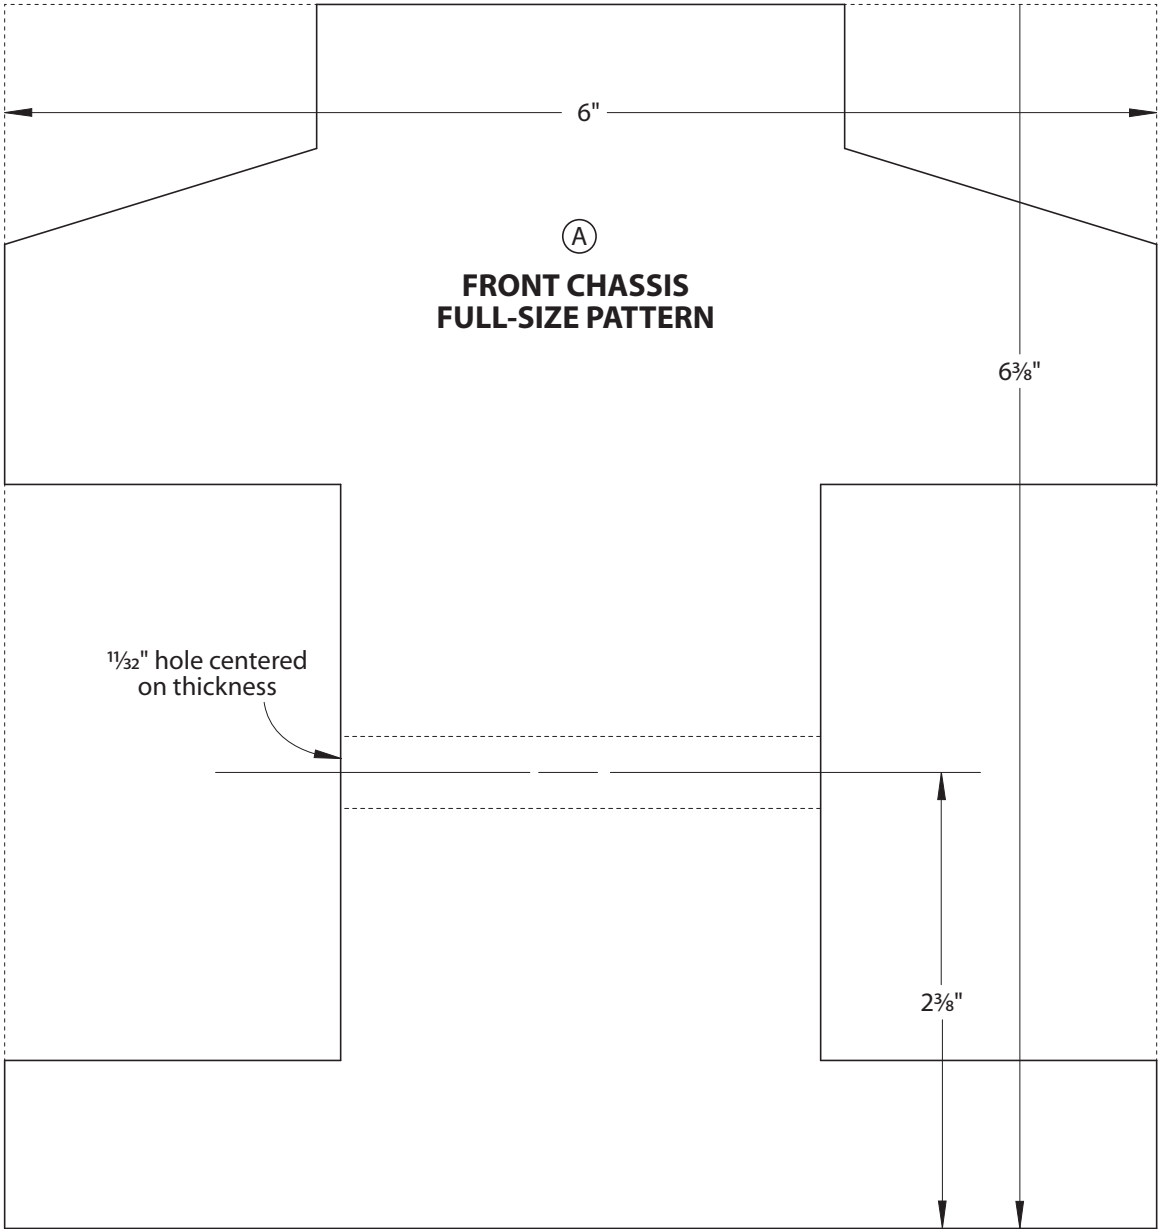 6"
A
FRONT CHASSIS
FULL-SIZE PATTERN
6⅜"
11⁄32" hole centered
on thickness
2⅜"